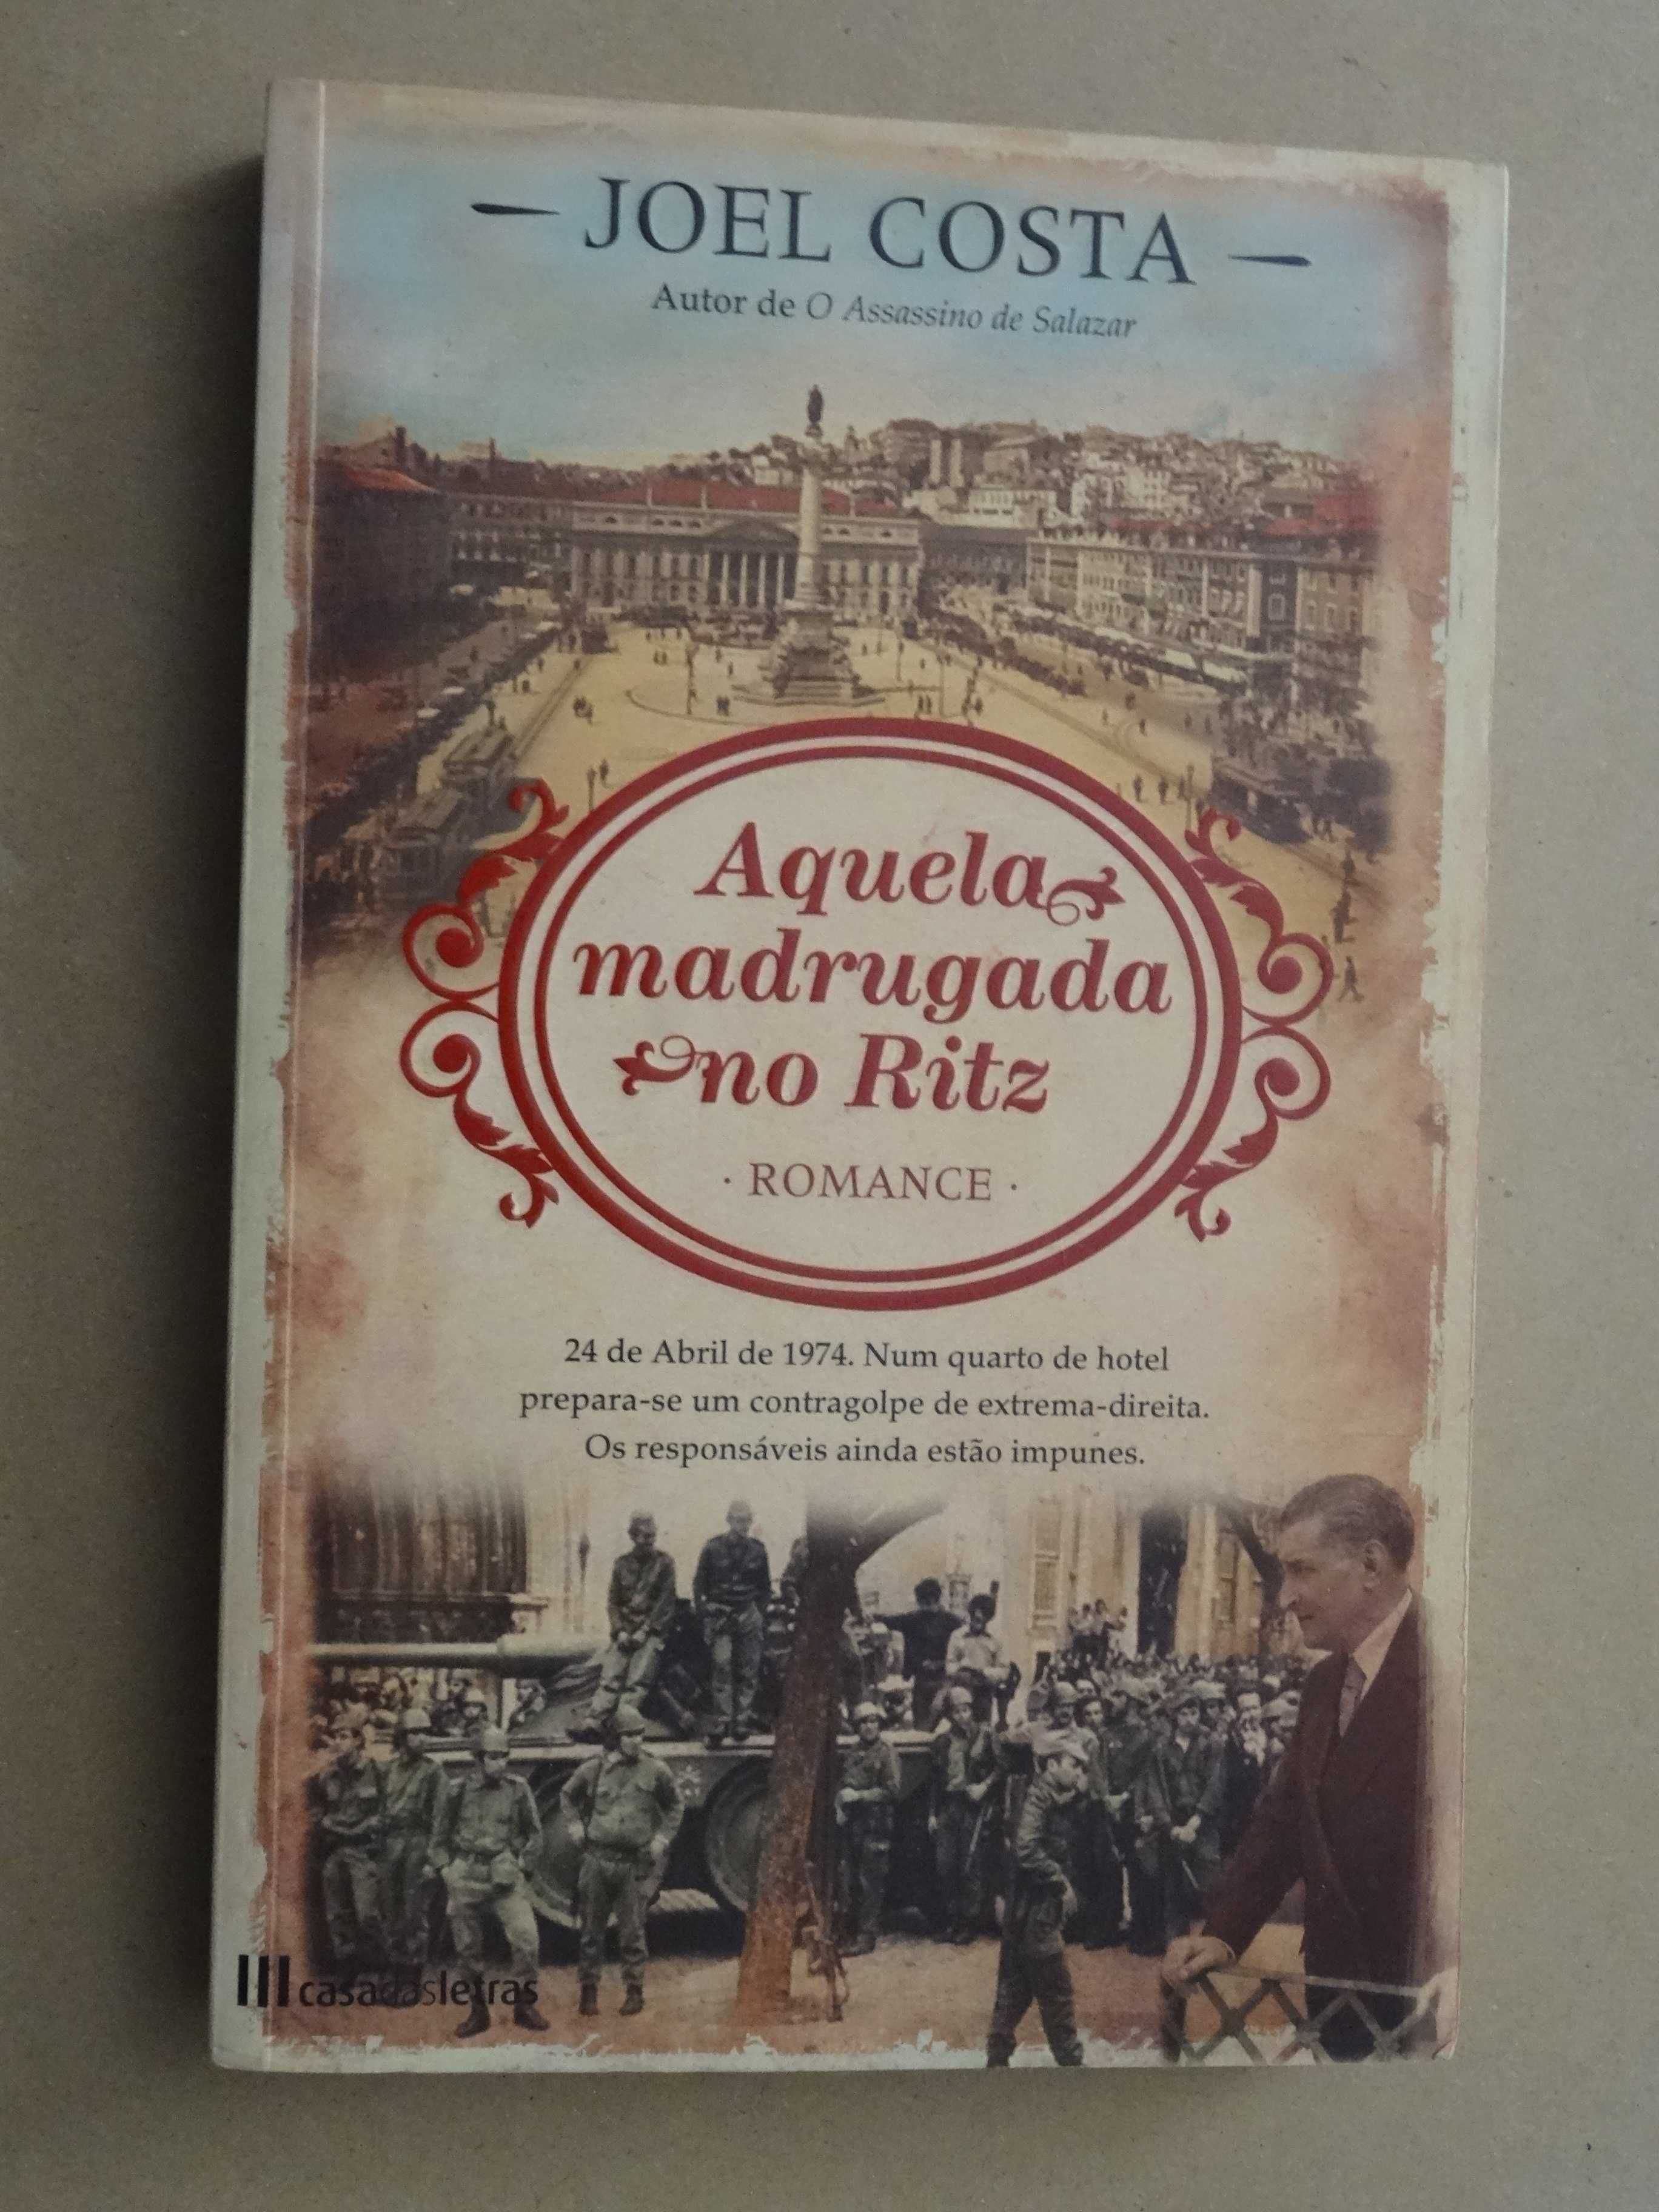 — JOEL COSTA —
Autor de O Assassino de Salazar
Aquela
madrugada
no Ritz
· ROMANCE ·
24 de Abril de 1974. Num quarto de hotel
prepara-se um contragolpe de extrema-direita.
Os responsáveis ainda estão impunes.
casadasletras